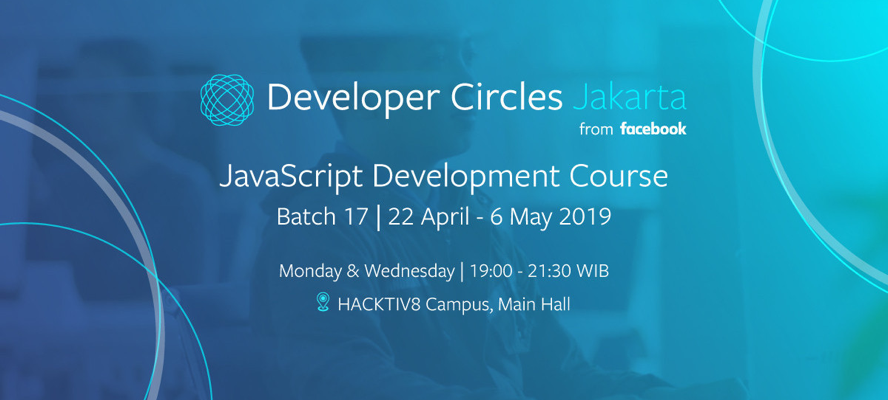 Developer Circles Jakarta
from facebook
JavaScript Development Course
Batch 17 | 22 April - 6 May 2019
Monday & Wednesday | 19:00 - 21:30 WIB
HACKTIV8 Campus, Main Hall